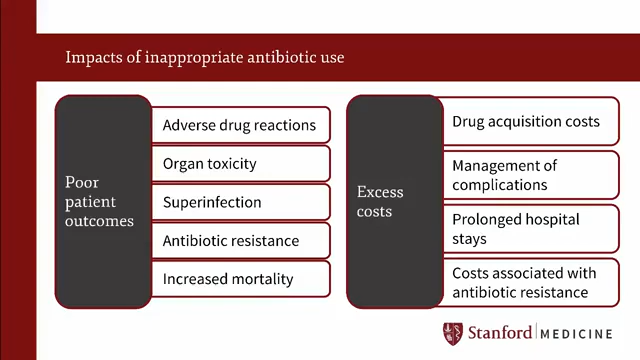 Impacts of inappropriate antibiotic use
Poor
patient
outcomes
Adverse drug reactions
Organ toxicity
Superinfection
Antibiotic resistance
Increased mortality
Excess
costs
Drug acquisition costs
Management of
complications
Prolonged hospital
stays
Costs associated with
antibiotic resistance
Stanford MEDICINE